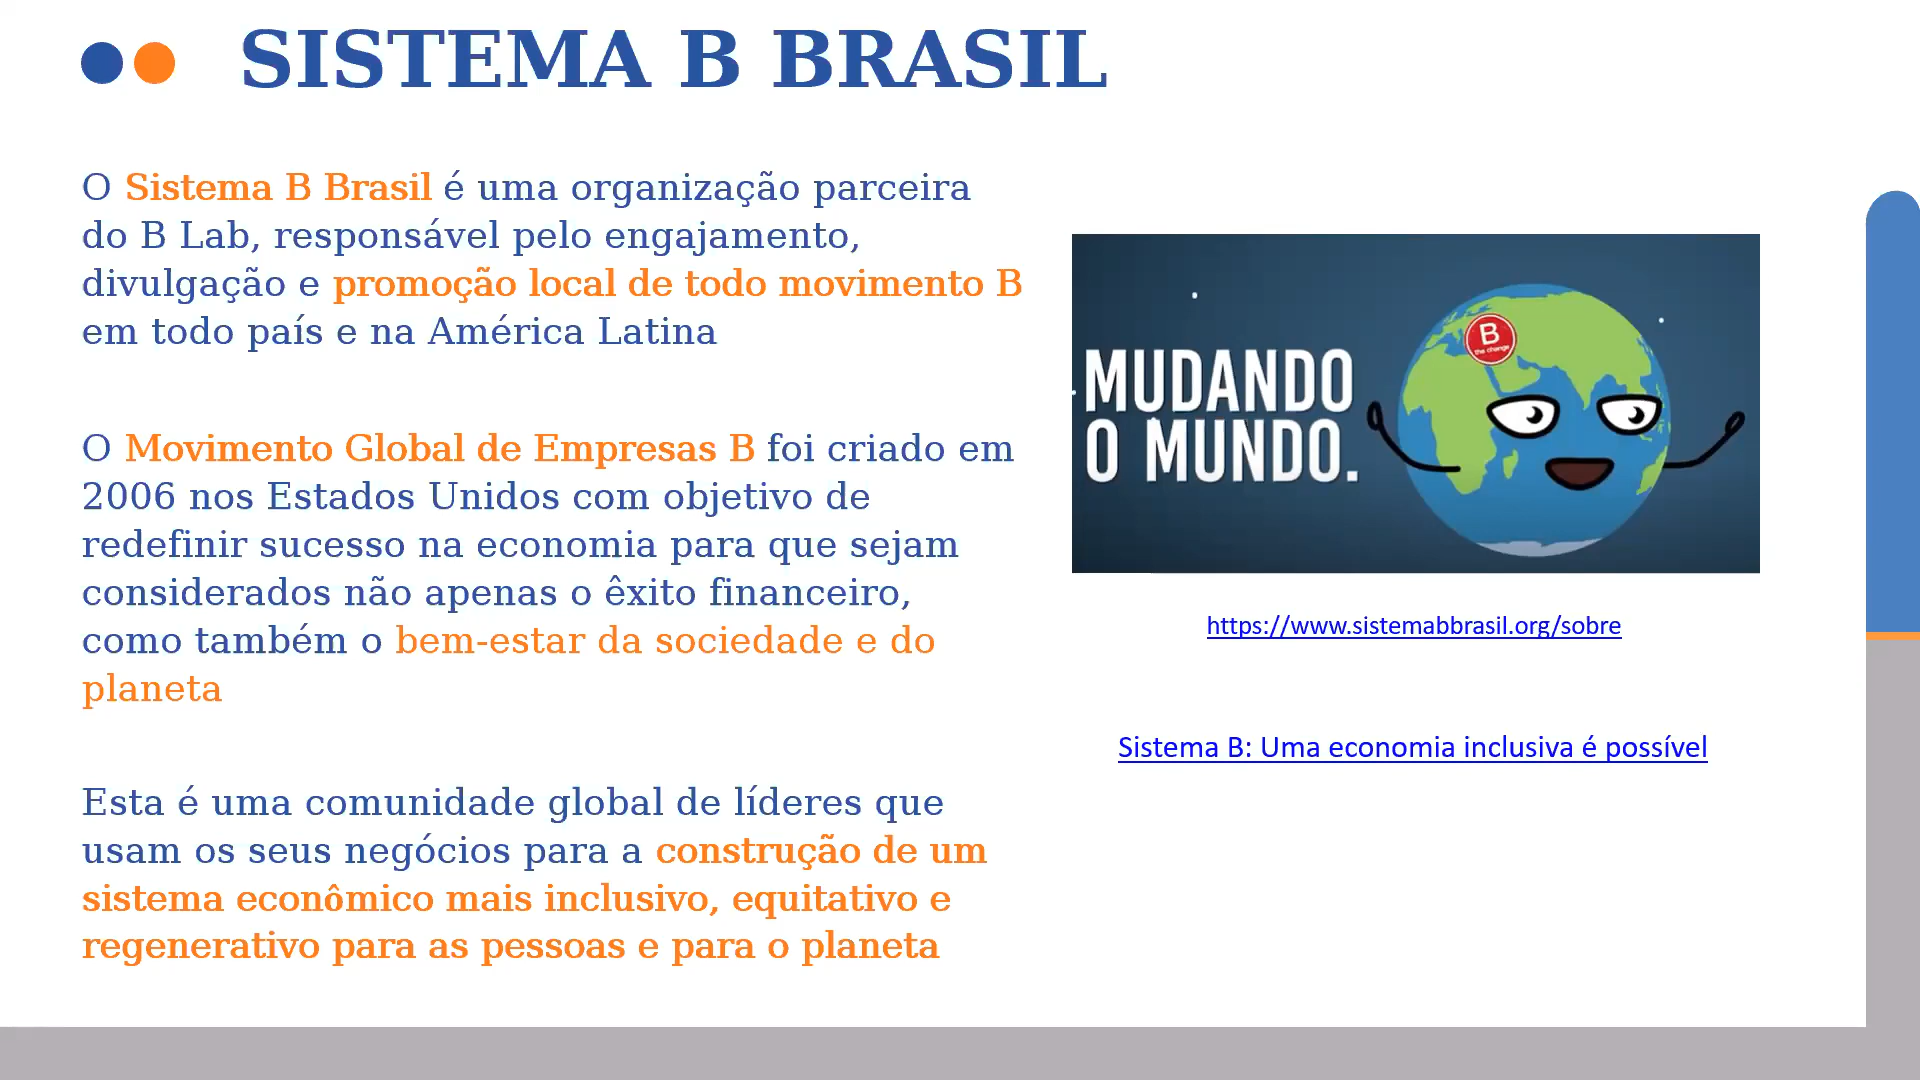 SISTEMA B BRASIL
O Sistema B Brasil é uma organização parceira
do B Lab, responsável pelo engajamento,
divulgação e promoção local de todo movimento B
em todo país e na América Latina
O Movimento Global de Empresas B foi criado em
2006 nos Estados Unidos com objetivo de
redefinir sucesso na economia para que sejam
considerados não apenas o êxito financeiro,
como também o bem-estar da sociedade e do
planeta
Esta é uma comunidade global de líderes que
usam os seus negócios para a construção de um
sistema econômico mais inclusivo, equitativo e
regenerativo para as pessoas e para o planeta
MUDANDO
O MUNDO.
B
the change
https://www.sistemabbrasil.org/sobre
Sistema B: Uma economia inclusiva é possível